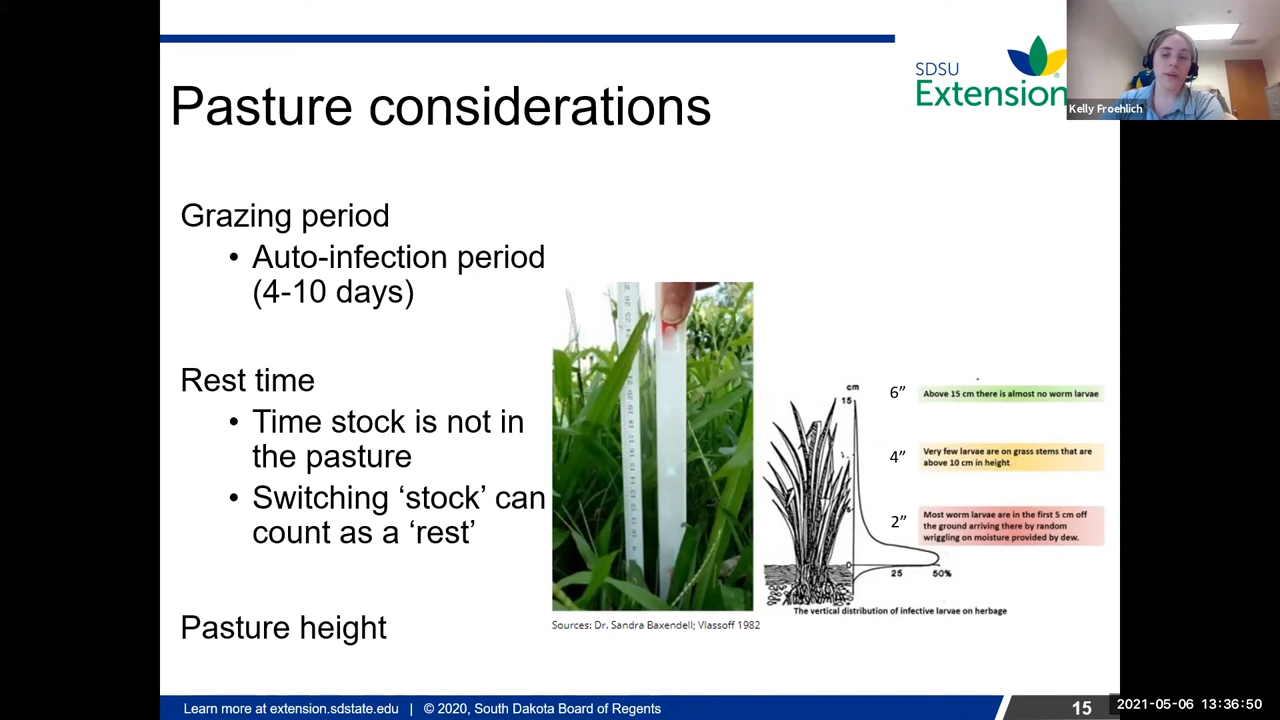 SDSU
Extension
Kelly Froehlich
Pasture considerations
Grazing period
• Auto-infection period
(4-10 days)
Rest time
• Time stock is not in
the pasture
• Switching ‘stock’ can
count as a ‘rest’
Pasture height
cm
15
0
25
50%
6”
Above 15 cm there is almost no worm larvae
4”
Very few larvae are on grass stems that are
above 10 cm in height.
2”
Most worm larvae are in the first 5 cm off
the ground arriving there by random
wriggling on moisture provided by dew.
The vertical distribution of infective larvae on herbage
Sources: Dr. Sandra Baxendell; Vlassoff 1982
Learn more at extension.sdstate.edu | © 2020, South Dakota Board of Regents
15
2021-05-06 13:36:50